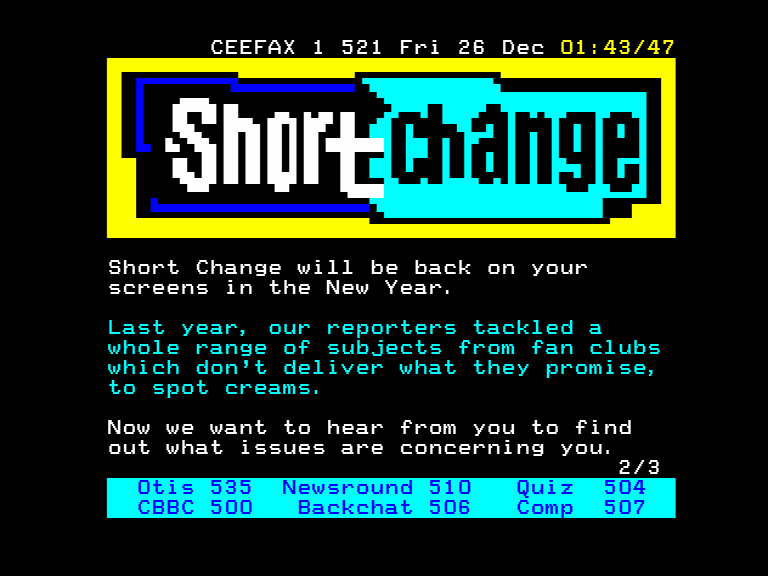 CEEFAX 1 521 Fri 26 Dec 01:43/47
Short change
Short Change will be back on your
screens in the New Year.
Last year, our reporters tackled a
whole range of subjects from fan clubs
which don't deliver what they promise,
to spot creams.
Now we want to hear from you to find
out what issues are concerning you.
2/3
Otis 535 Newsround 510 Quiz 504
CBBC 500 Backchat 506 Comp 507